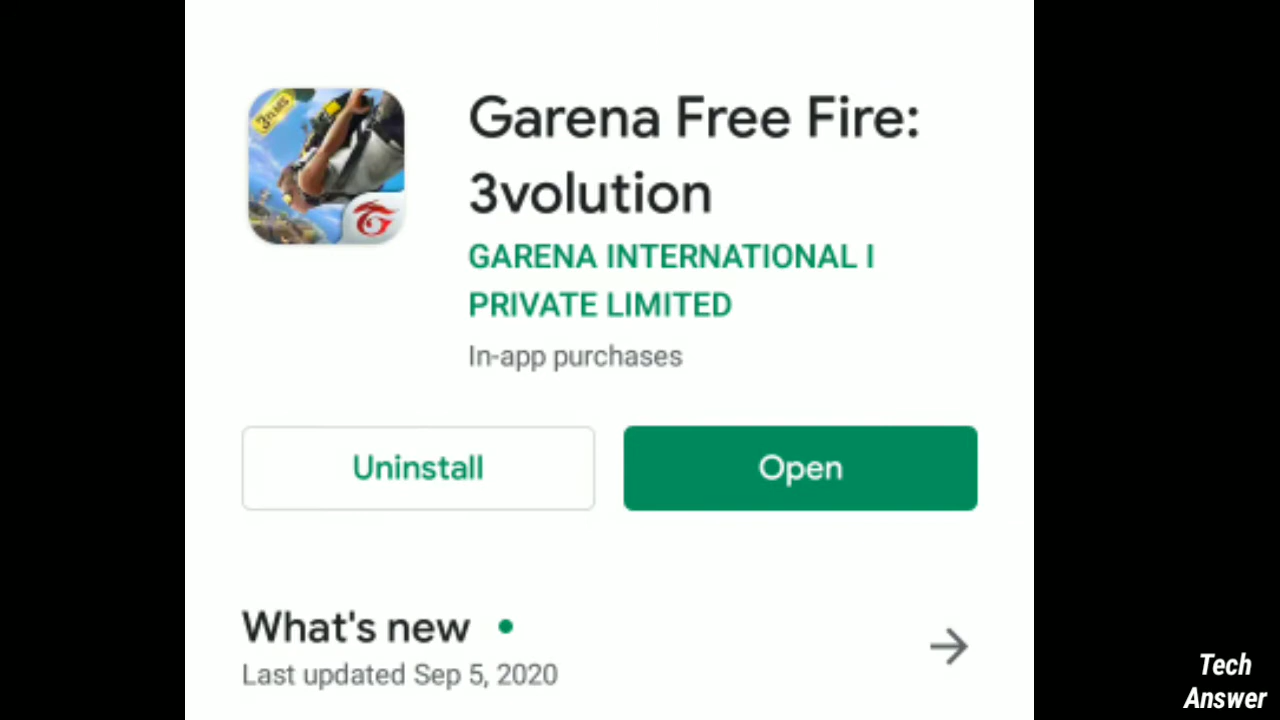 Garena Free Fire:
3volution
GARENA INTERNATIONAL I
PRIVATE LIMITED
In-app purchases
Uninstall
Open
What's new
Last updated Sep 5, 2020
Tech
Answer